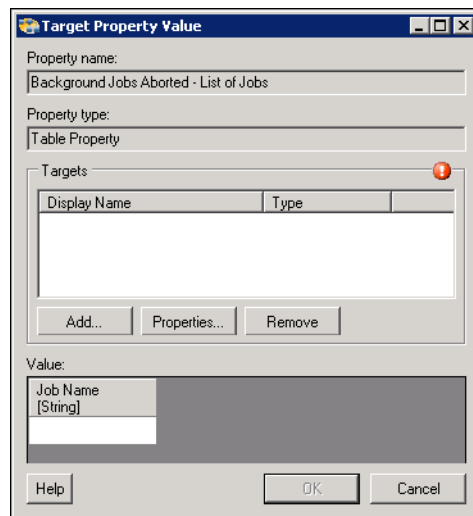 Target Property Value
Property name:
Background Jobs Aborted - List of Jobs
Property type:
Table Property
Targets
Display Name Type
Add... Properties... Remove
Value:
Job Name
[String]
Help OK Cancel